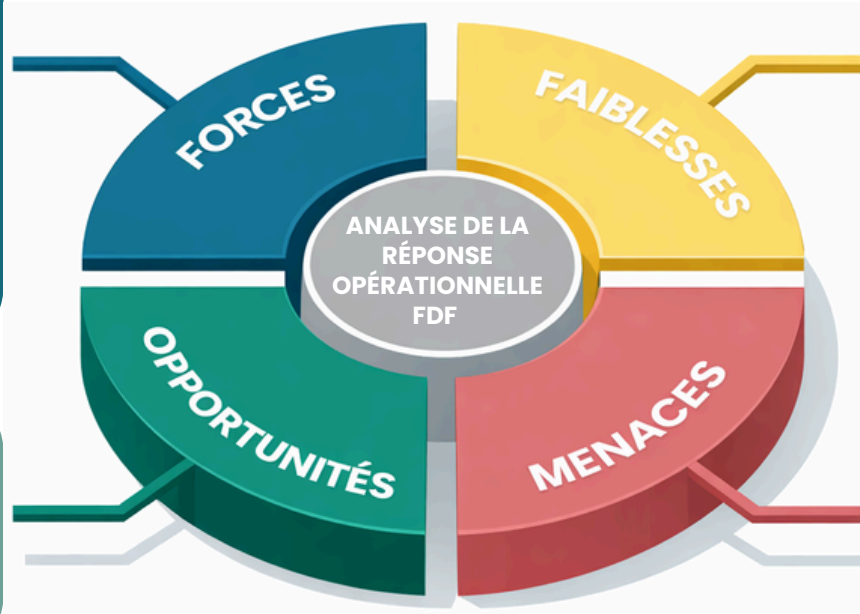 FORCES
FAIBLESSES
ANALYSE DE LA
RÉPONSE
OPÉRATIONNELLE
FDF
OPPORTUNITÉS
MENACES